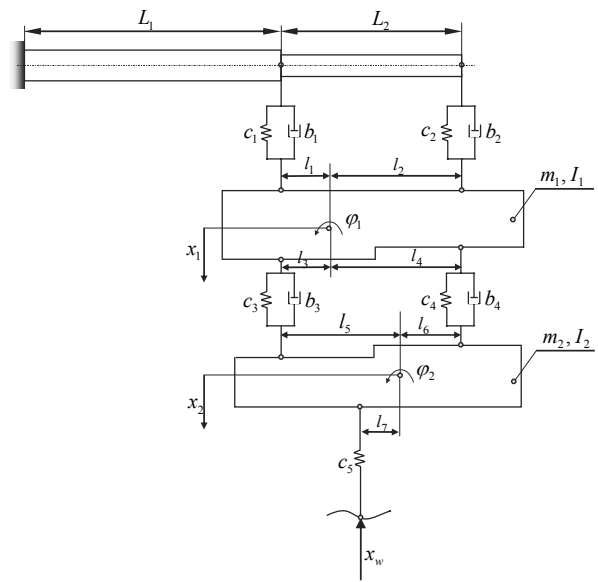 L₁ L₂
c₁ b₁ c₂ b₂
l₁ l₂
m₁, I₁
φ₁
x₁
l₃ l₄
c₃ b₃ c₄ b₄
l₅ l₆
m₂, I₂
φ₂
x₂
l₇
c₅
x_w